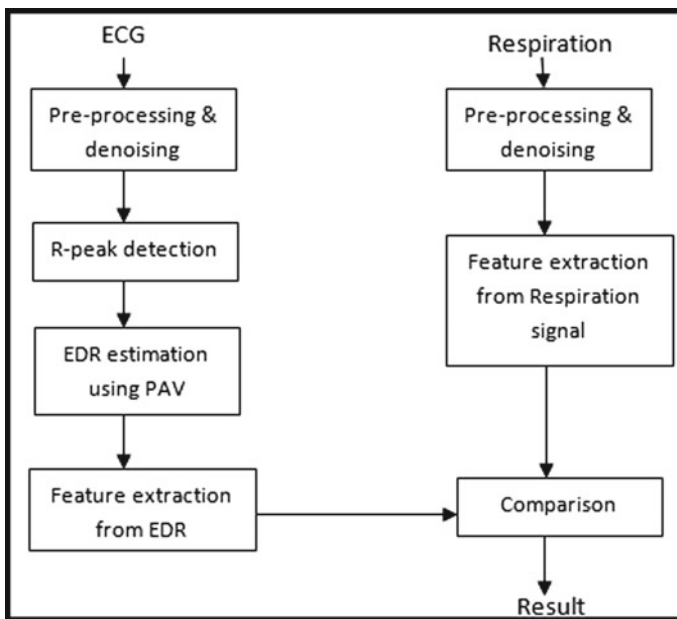 ECG
Pre-processing &
denoising
R-peak detection
EDR estimation
using PAV
Feature extraction
from EDR
Respiration
Pre-processing &
denoising
Feature extraction
from Respiration
signal
Comparison
Result